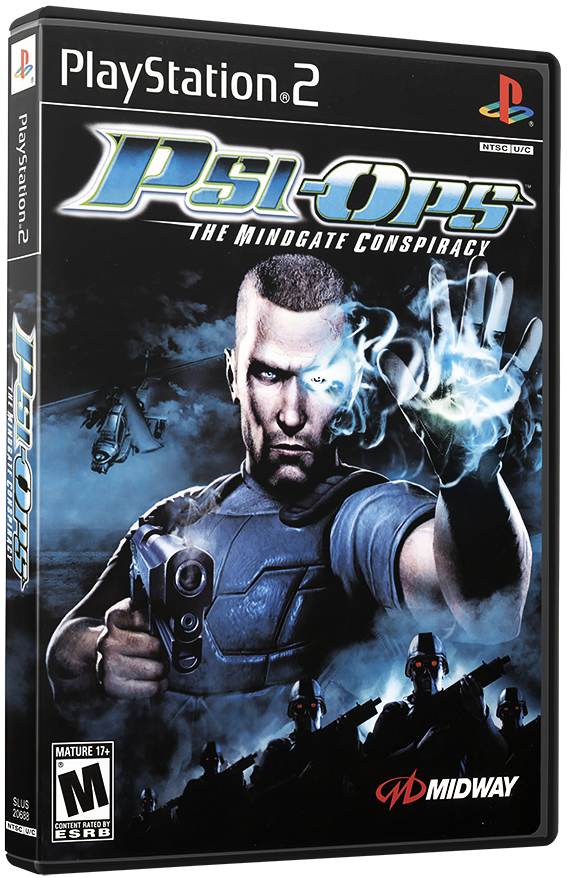 PlayStation®2
NTSC U/C
PSI-OPS™
THE MINDGATE CONSPIRACY
MATURE 17+
M
®
CONTENT RATED BY
ESRB
MIDWAY
PlayStation®2
PSI-OPS
THE MINDGATE CONSPIRACY
SLUS
20688
NTSC U/C